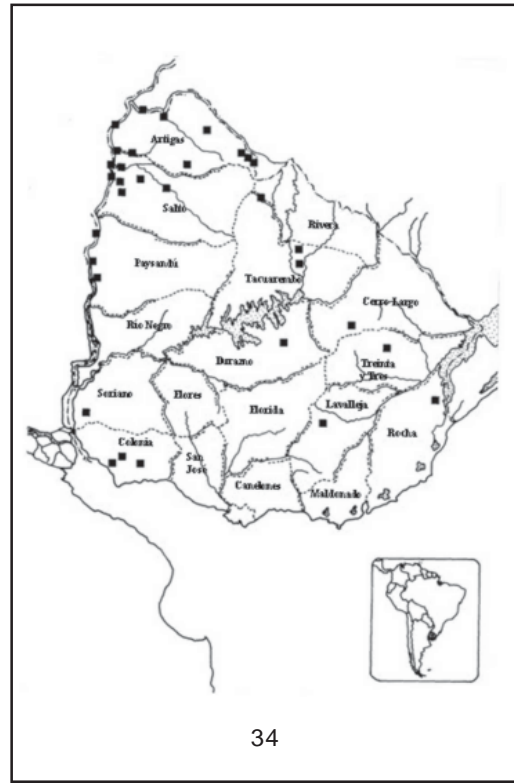 Artigas
Salto
Rivera
Paysandú
Tacuarembo
Cerro-Largo
Río Negro
Durazno
Treinta
Tres
Soriano
Flores
Florida
Lavalleja
Rocha
Colonia
San
José
Canelones
Maldonado
34